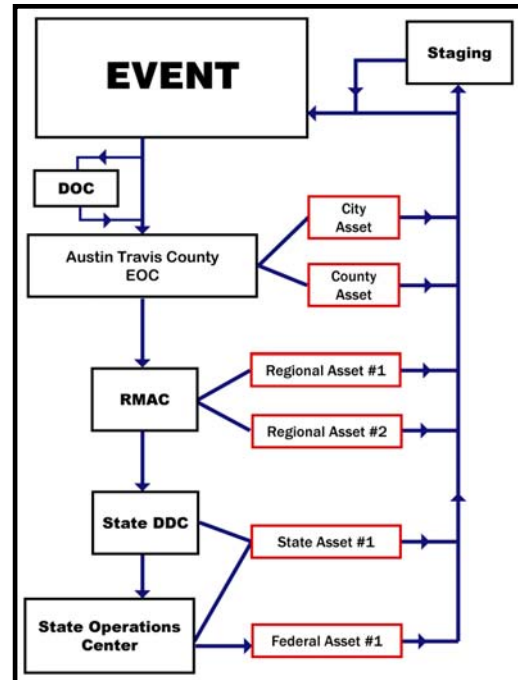 EVENT
Staging
DOC
Austin Travis County
EOC
City
Asset
County
Asset
RMAC
Regional Asset #1
Regional Asset #2
State DDC
State Asset #1
State Operations
Center
Federal Asset #1